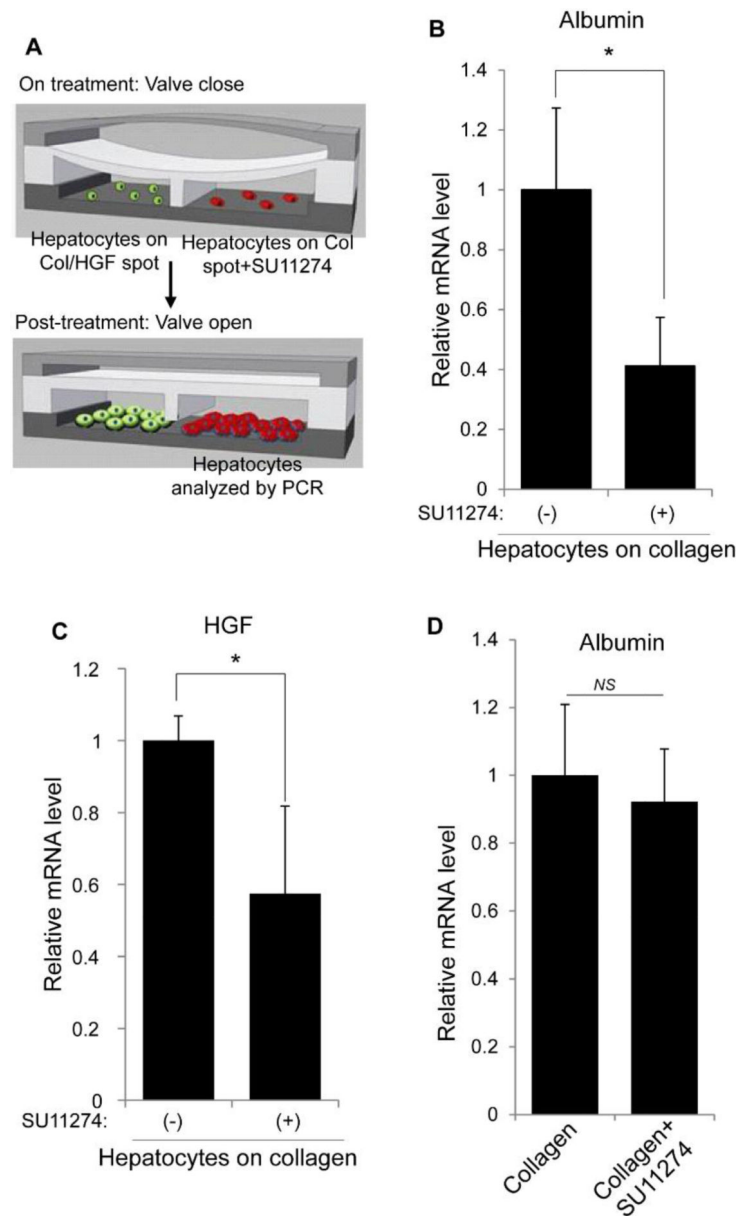 A
On treatment: Valve close
Hepatocytes on
Col/HGF spot
Hepatocytes on Col
spot+SU11274
Post-treatment: Valve open
Hepatocytes
analyzed by PCR
B
Albumin
*
Relative mRNA level
1.4
1.2
1
0.8
0.6
0.4
0.2
0
SU11274: (-) (+)
Hepatocytes on collagen
C
HGF
*
Relative mRNA level
1.2
1
0.8
0.6
0.4
0.2
0
SU11274: (-) (+)
Hepatocytes on collagen
D
Albumin
NS
Relative mRNA level
1.4
1.2
1
0.8
0.6
0.4
0.2
0
Collagen
Collagen+
SU11274